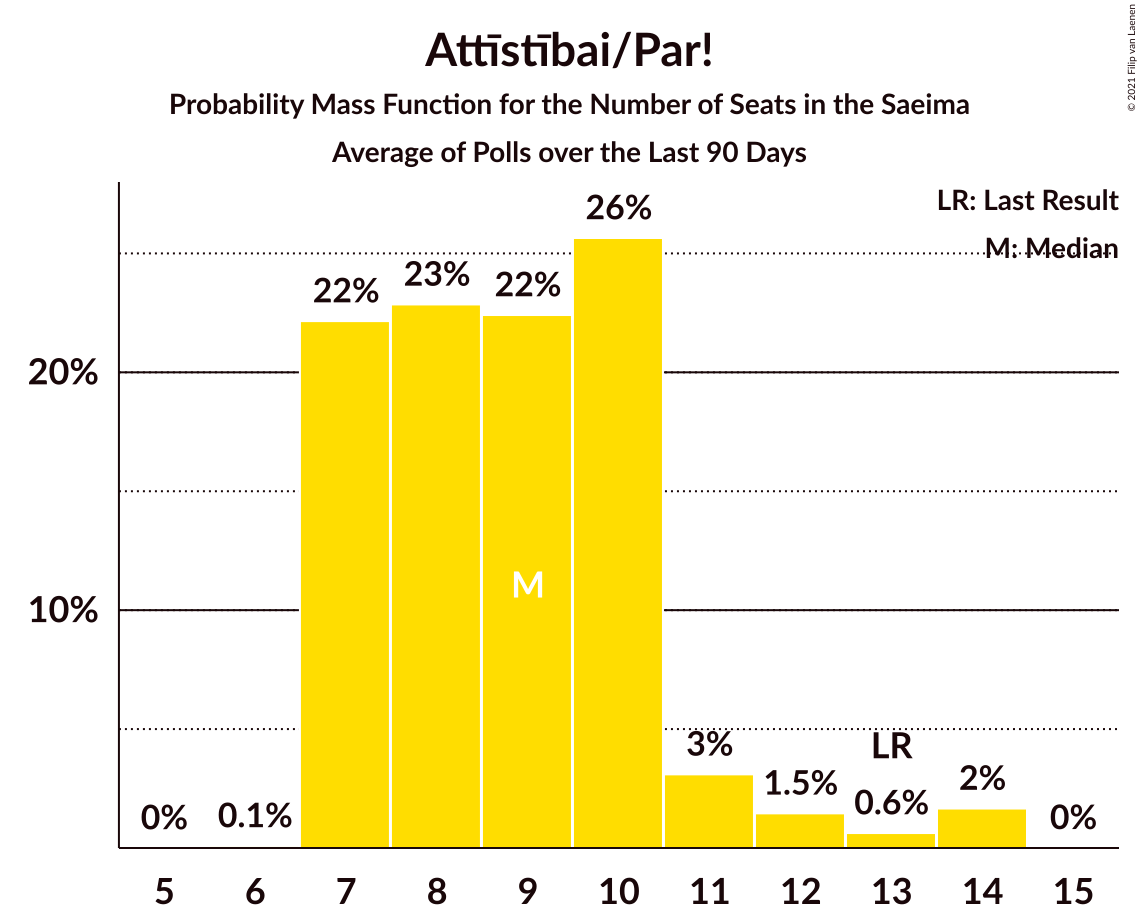 Attīstībai/Par!
Probability Mass Function for the Number of Seats in the Saeima
Average of Polls over the Last 90 Days
© 2021 Filip van Laenen
LR: Last Result
M: Median
26%
23%
22%
22%
20%
M
10%
3%
LR
2%
1.5%
0.6%
0%
0.1%
0%
5 6 7 8 9 10 11 12 13 14 15